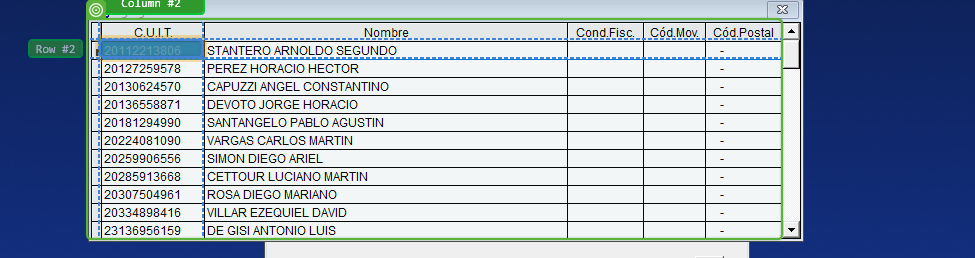 Column #2
C.U.I.T. Nombre Cond.Fisc. Cód.Mov. Cód.Postal
Row #2
20112213806 STANTERO ARNOLDO SEGUNDO -
20127259578 PEREZ HORACIO HECTOR -
20130624570 CAPUZZI ANGEL CONSTANTINO -
20136558871 DEVOTO JORGE HORACIO -
20181294990 SANTANGELO PABLO AGUSTIN -
20224081090 VARGAS CARLOS MARTIN -
20259906556 SIMON DIEGO ARIEL -
20285913668 CETTOUR LUCIANO MARTIN -
20307504961 ROSA DIEGO MARIANO -
20334898416 VILLAR EZEQUIEL DAVID -
23136956159 DE GISI ANTONIO LUIS -